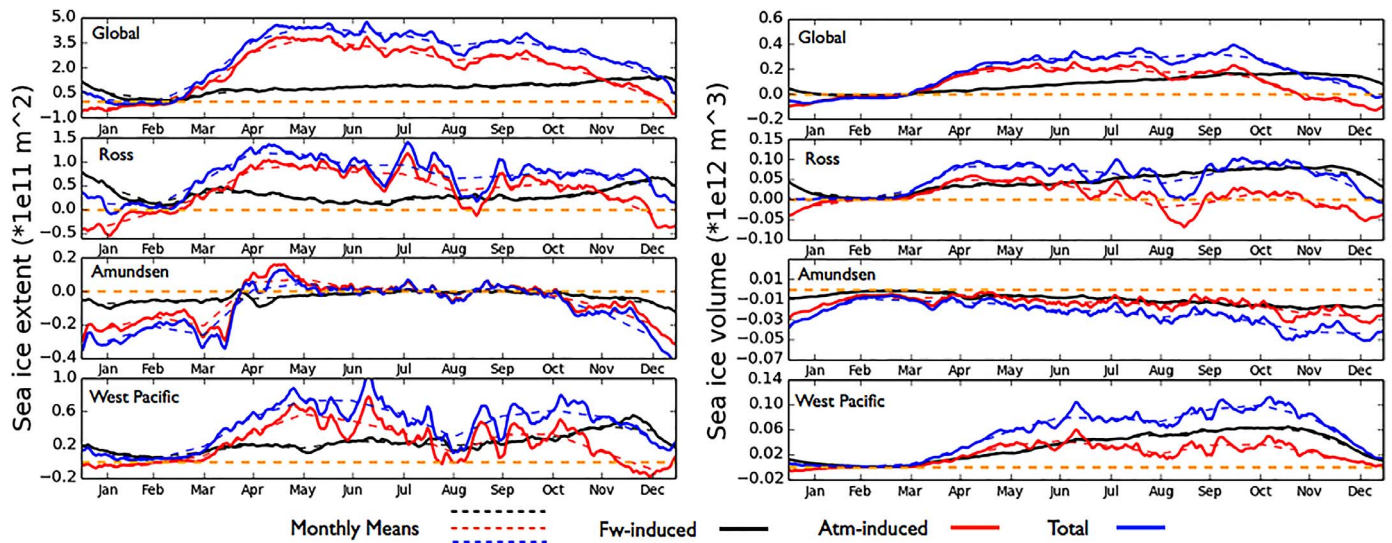 Sea ice extent (*1e11 m^2)
Global
5.0
3.5
2.0
0.5
−1.0
Jan Feb Mar Apr May Jun Jul Aug Sep Oct Nov Dec
Ross
1.5
1.0
0.5
0.0
−0.5
Jan Feb Mar Apr May Jun Jul Aug Sep Oct Nov Dec
Amundsen
0.2
0.0
−0.2
−0.4
Jan Feb Mar Apr May Jun Jul Aug Sep Oct Nov Dec
West Pacific
1.0
0.6
0.2
−0.2
Jan Feb Mar Apr May Jun Jul Aug Sep Oct Nov Dec
Sea ice volume (*1e12 m^3)
Global
0.6
0.4
0.2
0.0
−0.2
Jan Feb Mar Apr May Jun Jul Aug Sep Oct Nov Dec
Ross
0.15
0.10
0.05
0.00
−0.05
−0.10
Jan Feb Mar Apr May Jun Jul Aug Sep Oct Nov Dec
Amundsen
0.01
−0.01
−0.03
−0.05
−0.07
Jan Feb Mar Apr May Jun Jul Aug Sep Oct Nov Dec
West Pacific
0.14
0.10
0.06
0.02
−0.02
Jan Feb Mar Apr May Jun Jul Aug Sep Oct Nov Dec
Monthly Means Fw-induced Atm-induced Total